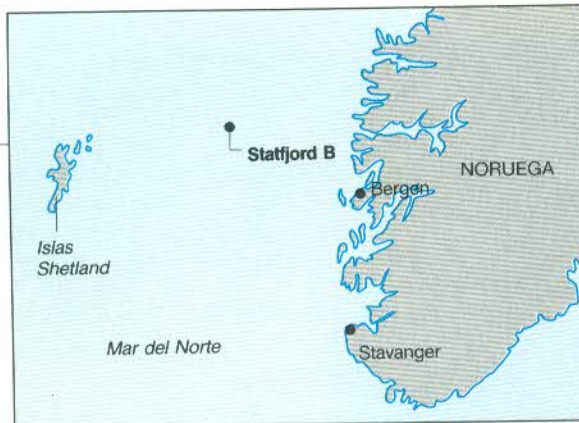 Statfjord B
NORUEGA
Bergen
Islas
Shetland
Mar del Norte
Stavanger